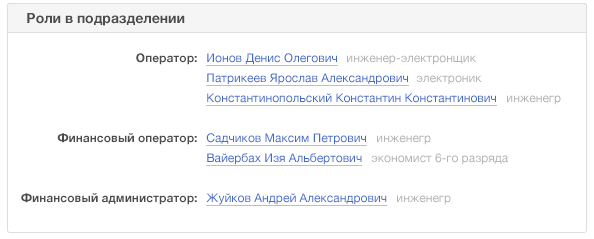 Роли в подразделении
Оператор: Ионов Денис Олегович инженер-электронщик
Патрикеев Ярослав Александрович электроник
Константинопольский Константин Константинович инженегр
Финансовый оператор: Садчиков Максим Петрович инженегр
Вайербах Изя Альбертович экономист 6-го разряда
Финансовый администратор: Жуйков Андрей Александрович инженегр